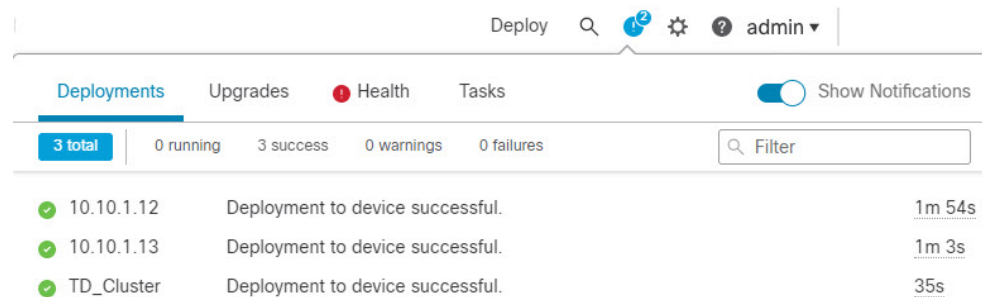 Deploy 2 ? admin
Deployments Upgrades ! Health Tasks Show Notifications
3 total 0 running 3 success 0 warnings 0 failures Filter
10.10.1.12 Deployment to device successful. 1m 54s
10.10.1.13 Deployment to device successful. 1m 3s
TD_Cluster Deployment to device successful. 35s